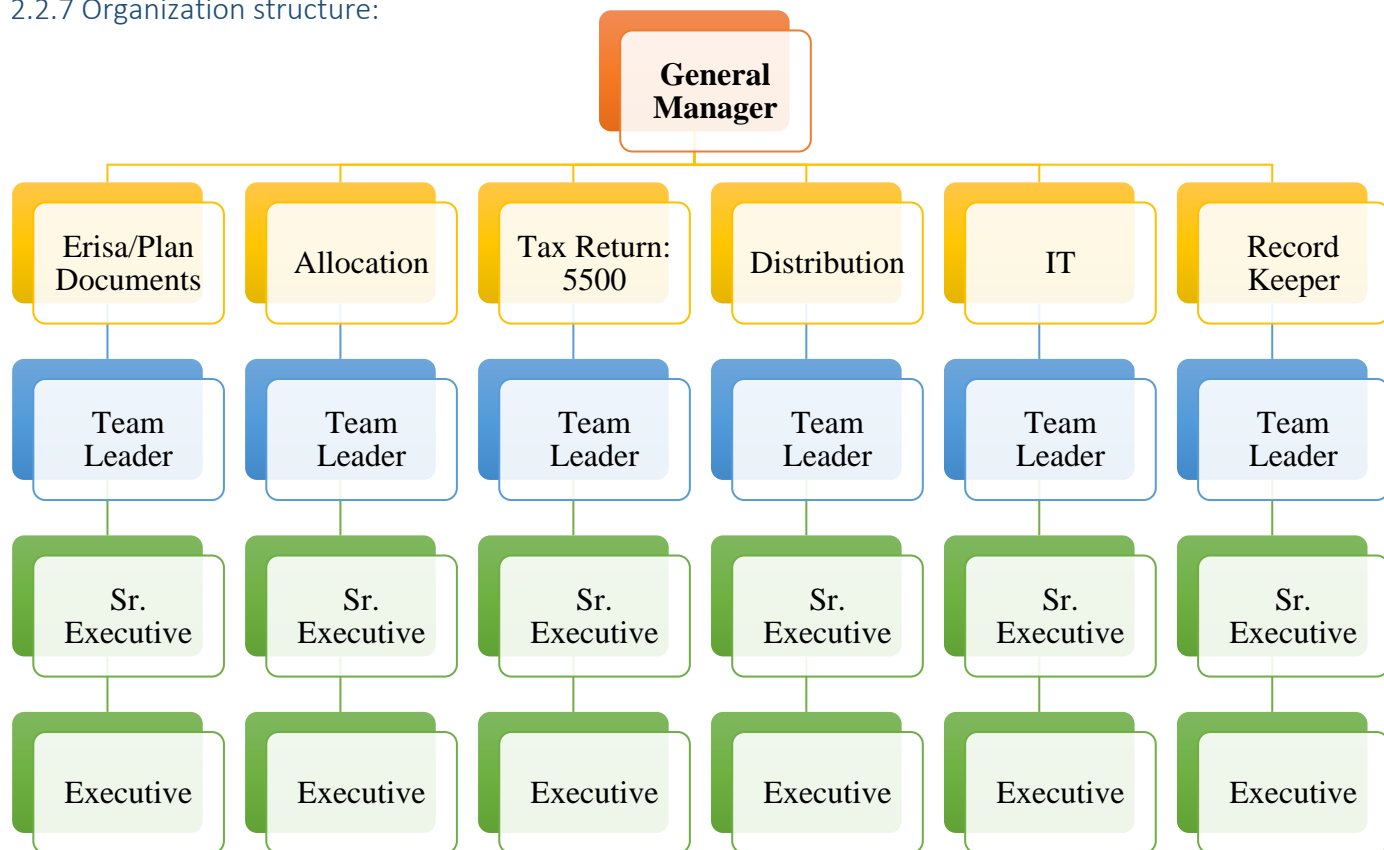 2.2.7 Organization structure:
General
Manager
Erisa/Plan
Documents
Allocation
Tax Return:
5500
Distribution
IT
Record
Keeper
Team
Leader
Team
Leader
Team
Leader
Team
Leader
Team
Leader
Team
Leader
Sr.
Executive
Sr.
Executive
Sr.
Executive
Sr.
Executive
Sr.
Executive
Sr.
Executive
Executive
Executive
Executive
Executive
Executive
Executive